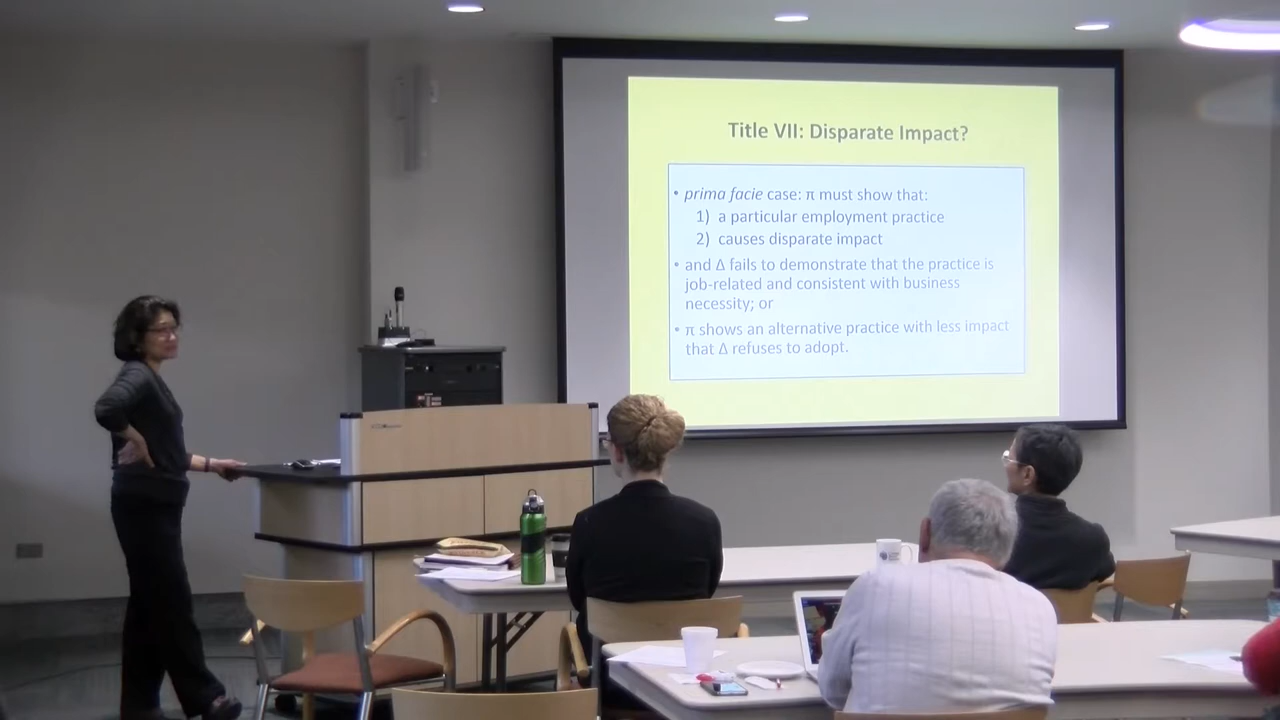 Title VII: Disparate Impact?
• prima facie case: π must show that:
1) a particular employment practice
2) causes disparate impact
• and Δ fails to demonstrate that the practice is
job-related and consistent with business
necessity; or
• π shows an alternative practice with less impact
that Δ refuses to adopt.